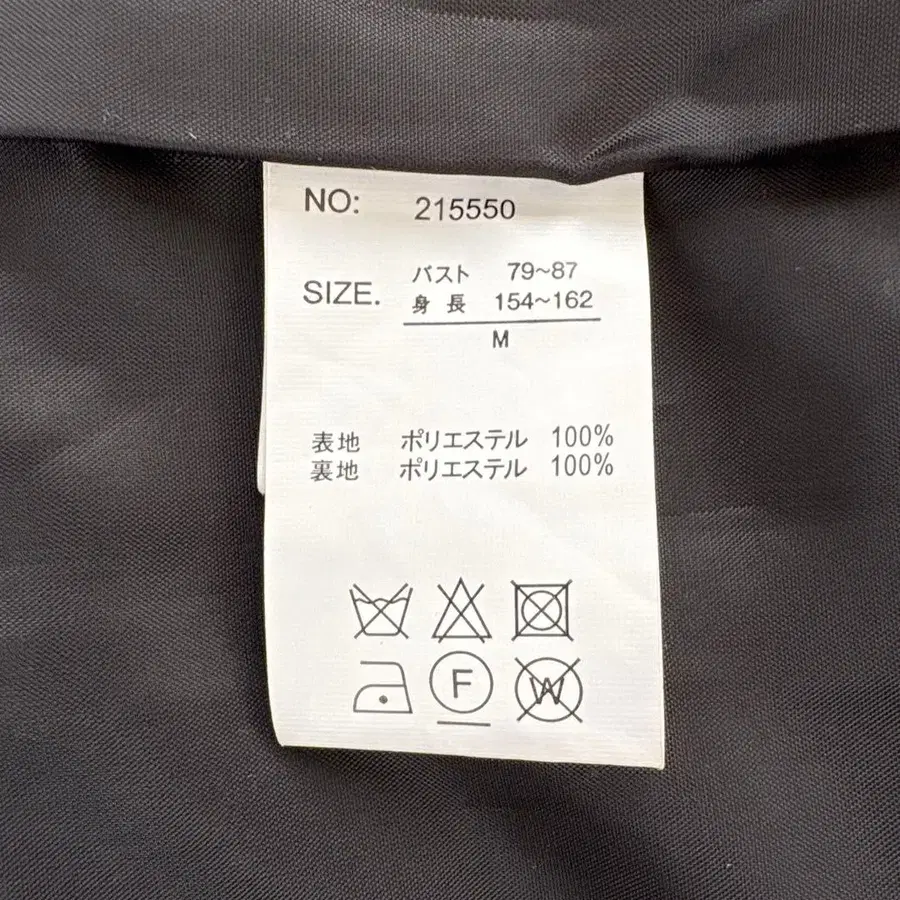 NO: 215550
バスト 79~87
SIZE. 身長 154~162
M
表地 ポリエステル 100%
裏地 ポリエステル 100%
F W